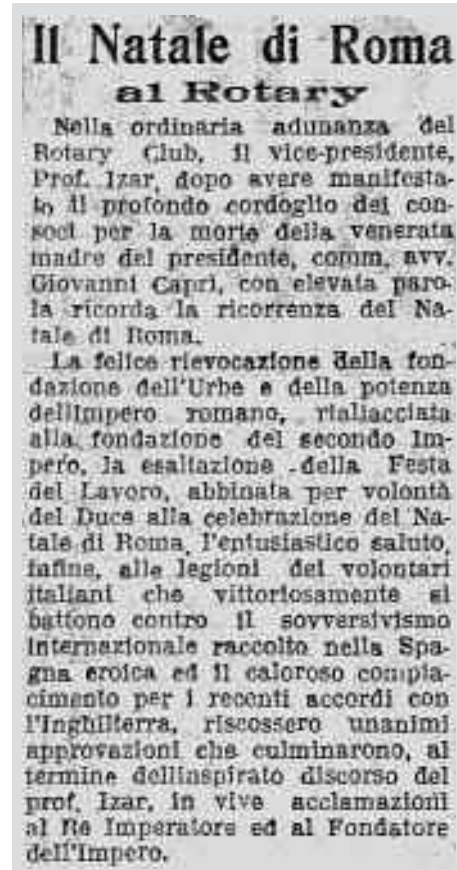 Il Natale di Roma
al Rotary
Nella ordinaria adunanza del
Rotary Club, il vice-presidente,
Prof. Izar, dopo avere manifesta-
to il profondo cordoglio dei con-
soci per la morte della venerata
madre del presidente, comm. avv.
Giovanni Caprì, con elevata paro-
la ricorda la ricorrenza del Na-
tale di Roma.
La felice rievocazione della fon-
dazione dell'Urbe e della potenza
dellImpero romano, riallacciata
alla fondazione del secondo Im-
pero, la esaltazione della Festa
del Lavoro, abbinata per volontà
del Duce alla celebrazione del Na-
tale di Roma, l'entusiastico saluto,
infine, alle legioni dei volontari
italiani che vittoriosamente si
battono contro il sovversivismo
internazionale raccolto nella Spa-
gna eroica ed il caloroso compia-
cimento per i recenti accordi con
l'Inghilterra, riscossero unanimi
approvazioni che culminarono, al
termine dellinspirato discorso del
prof. Izar, in vive acclamazioni
al Re Imperatore ed al Fondatore
dell'Impero.